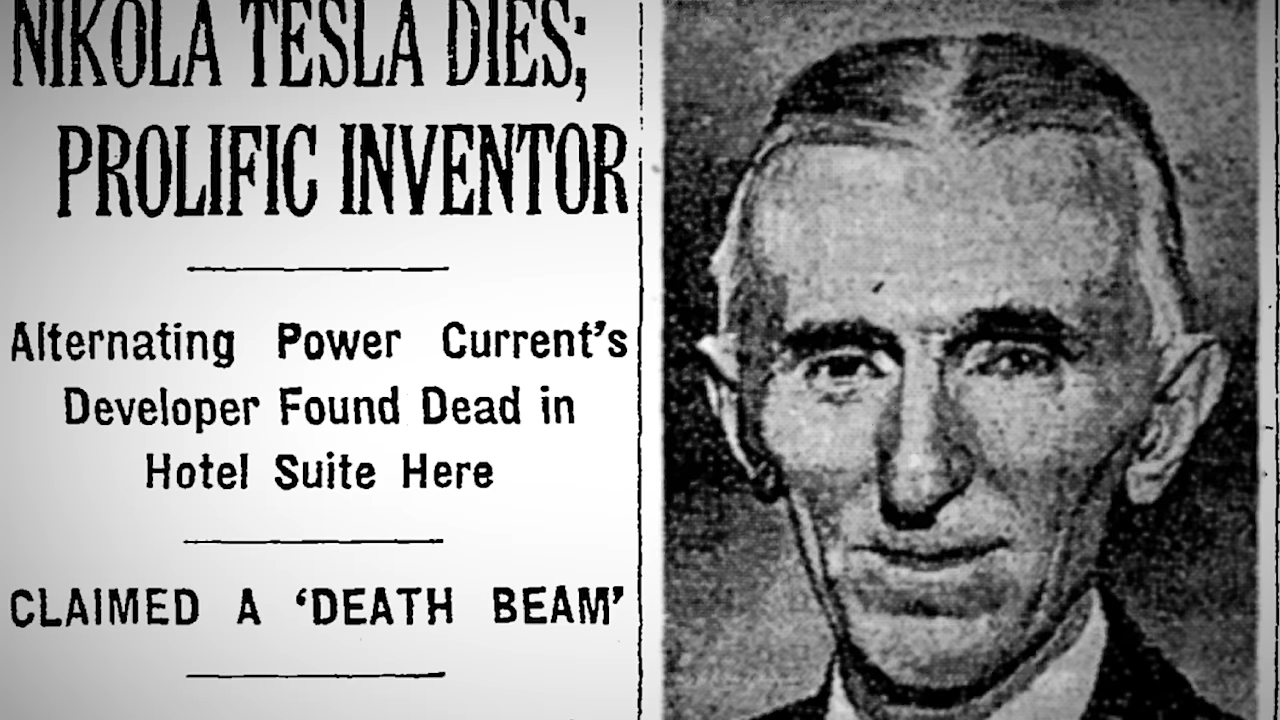 NIKOLA TESLA DIES;
PROLIFIC INVENTOR
Alternating Power Current's
Developer Found Dead in
Hotel Suite Here
CLAIMED A ‘DEATH BEAM’